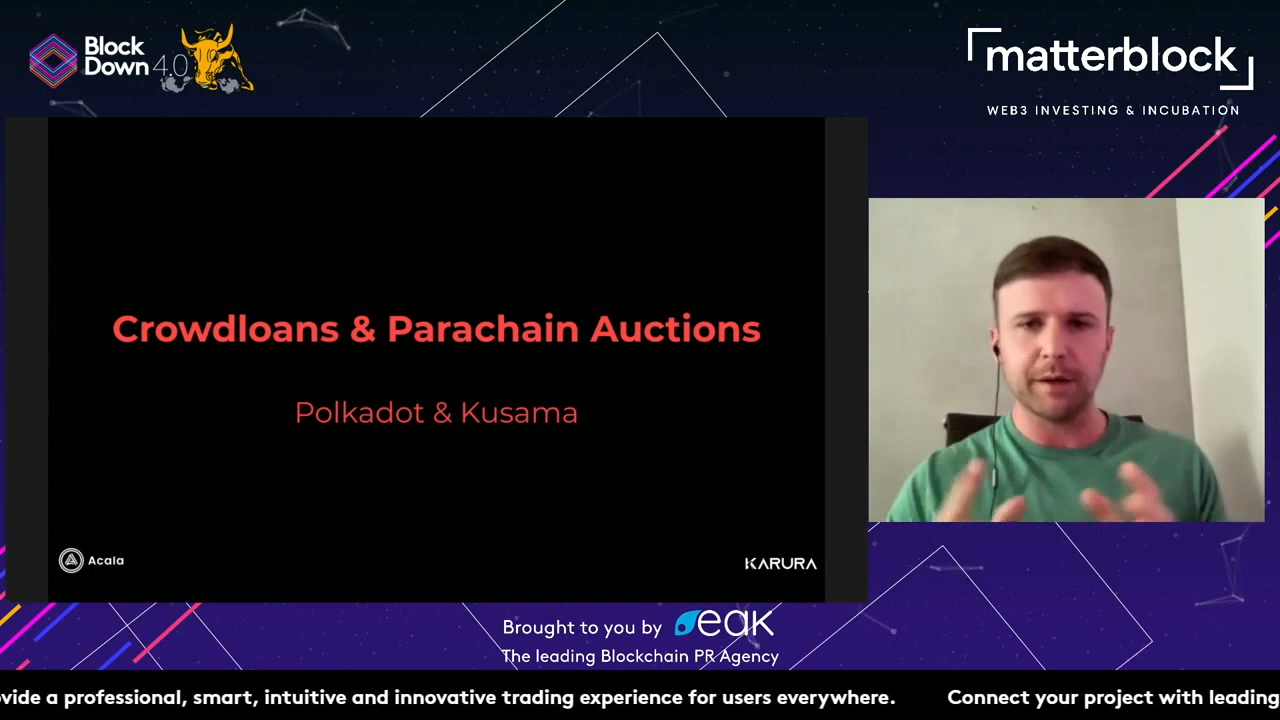 Block
Down 4.0
matterblock
WEB3 INVESTING & INCUBATION
Crowdloans & Parachain Auctions
Polkadot & Kusama
Acala
KARURA
Brought to you by eak
The leading Blockchain PR Agency
ovide a professional, smart, intuitive and innovative trading experience for users everywhere. Connect your project with leading